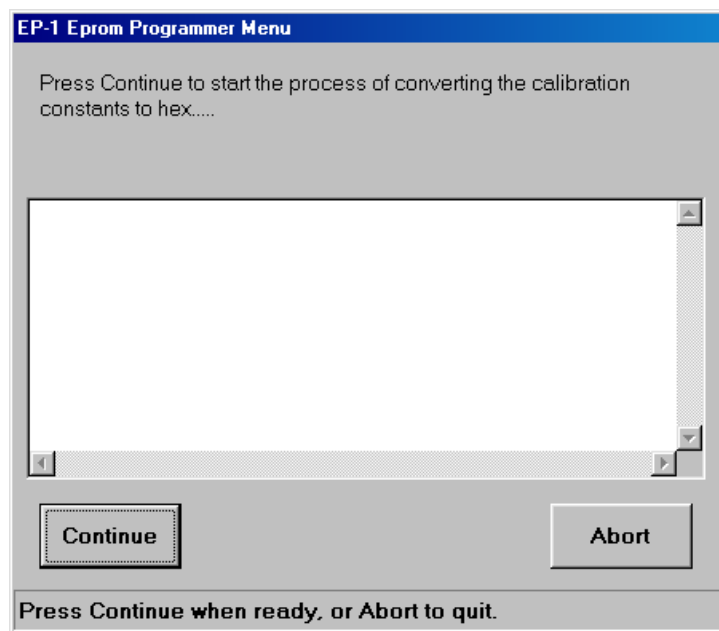 EP-1 Eprom Programmer Menu
Press Continue to start the process of converting the calibration
constants to hex.....
Continue
Abort
Press Continue when ready, or Abort to quit.